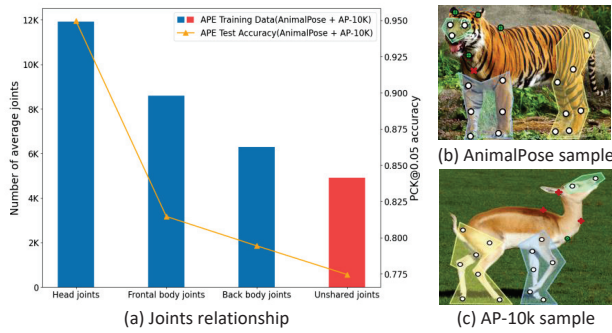 12K
10K
8K
6K
4K
2K
0
Number of average joints
APE Training Data(AnimalPose + AP-10K)
APE Test Accuracy(AnimalPose + AP-10K)
0.950
0.925
0.900
0.875
0.850
0.825
0.800
0.775
PCK@0.05 accuracy
Head joints
Frontal body joints
Back body joints
Unshared joints
(a) Joints relationship
(b) AnimalPose sample
(c) AP-10k sample